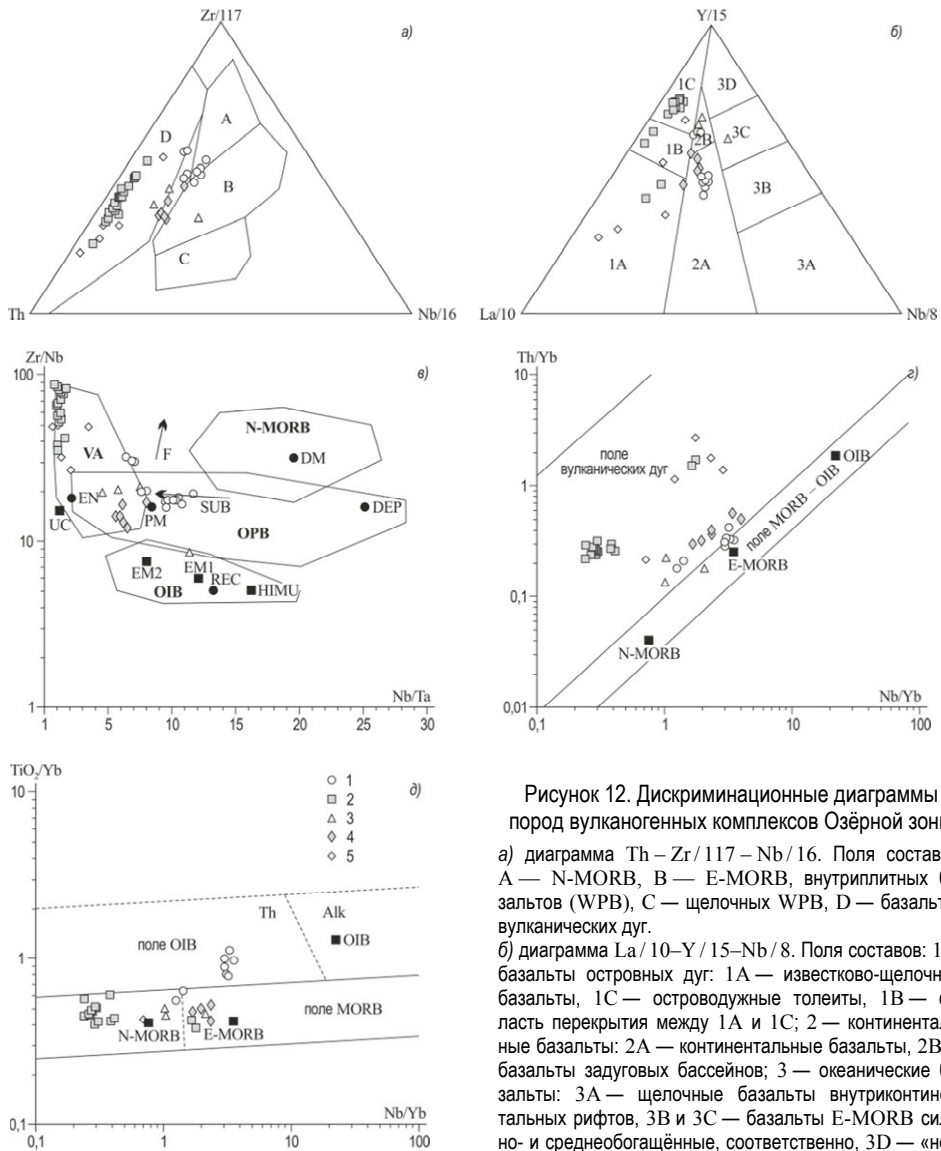 Zr/117
а)
A
D
B
C
Th
Nb/16
Y/15
б)
1C
3D
2B
3C
1B
3B
1A
2A
3A
La/10
Nb/8
Zr/Nb
в)
100
N-MORB
VA
F
DM
EN
SUB
DEP
UC
PM
10
OPB
EM1
EM2
REC
HIMU
OIB
1
Nb/Ta
1 5 10 15 20 25 30
Th/Yb
г)
10
поле
вулканических дуг
OIB
1
поле MORB – OIB
E-MORB
0,1
N-MORB
Nb/Yb
0,01
0,1 1 10 100
TiO2/Yb
д)
10
1
2
3
4
5
Th Alk
поле OIB
OIB
1
поле MORB
N-MORB E-MORB
Nb/Yb
0,1
0,1 1 10 100
Рисунок 12. Дискриминационные диаграммы
пород вулканогенных комплексов Озёрной зон
а) диаграмма Th – Zr / 117 – Nb / 16. Поля состав
A — N-MORB, B — E-MORB, внутриплитных
зальтов (WPB), C — щелочных WPB, D — базальт
вулканических дуг.
б) диаграмма La / 10–Y / 15–Nb / 8. Поля составов: 1
базальты островных дуг: 1A — известково-щелочн
базальты, 1C — островодужные толеиты, 1B —
ласть перекрытия между 1A и 1C; 2 — континентал
ные базальты: 2A — континентальные базальты, 2B
базальты задуговых бассейнов; 3 — океанические
зальты: 3A — щелочные базальты внутриконтине
тальных рифтов, 3B и 3C — базальты E-MORB сил
но- и среднеобогащённые, соответственно, 3D — «н